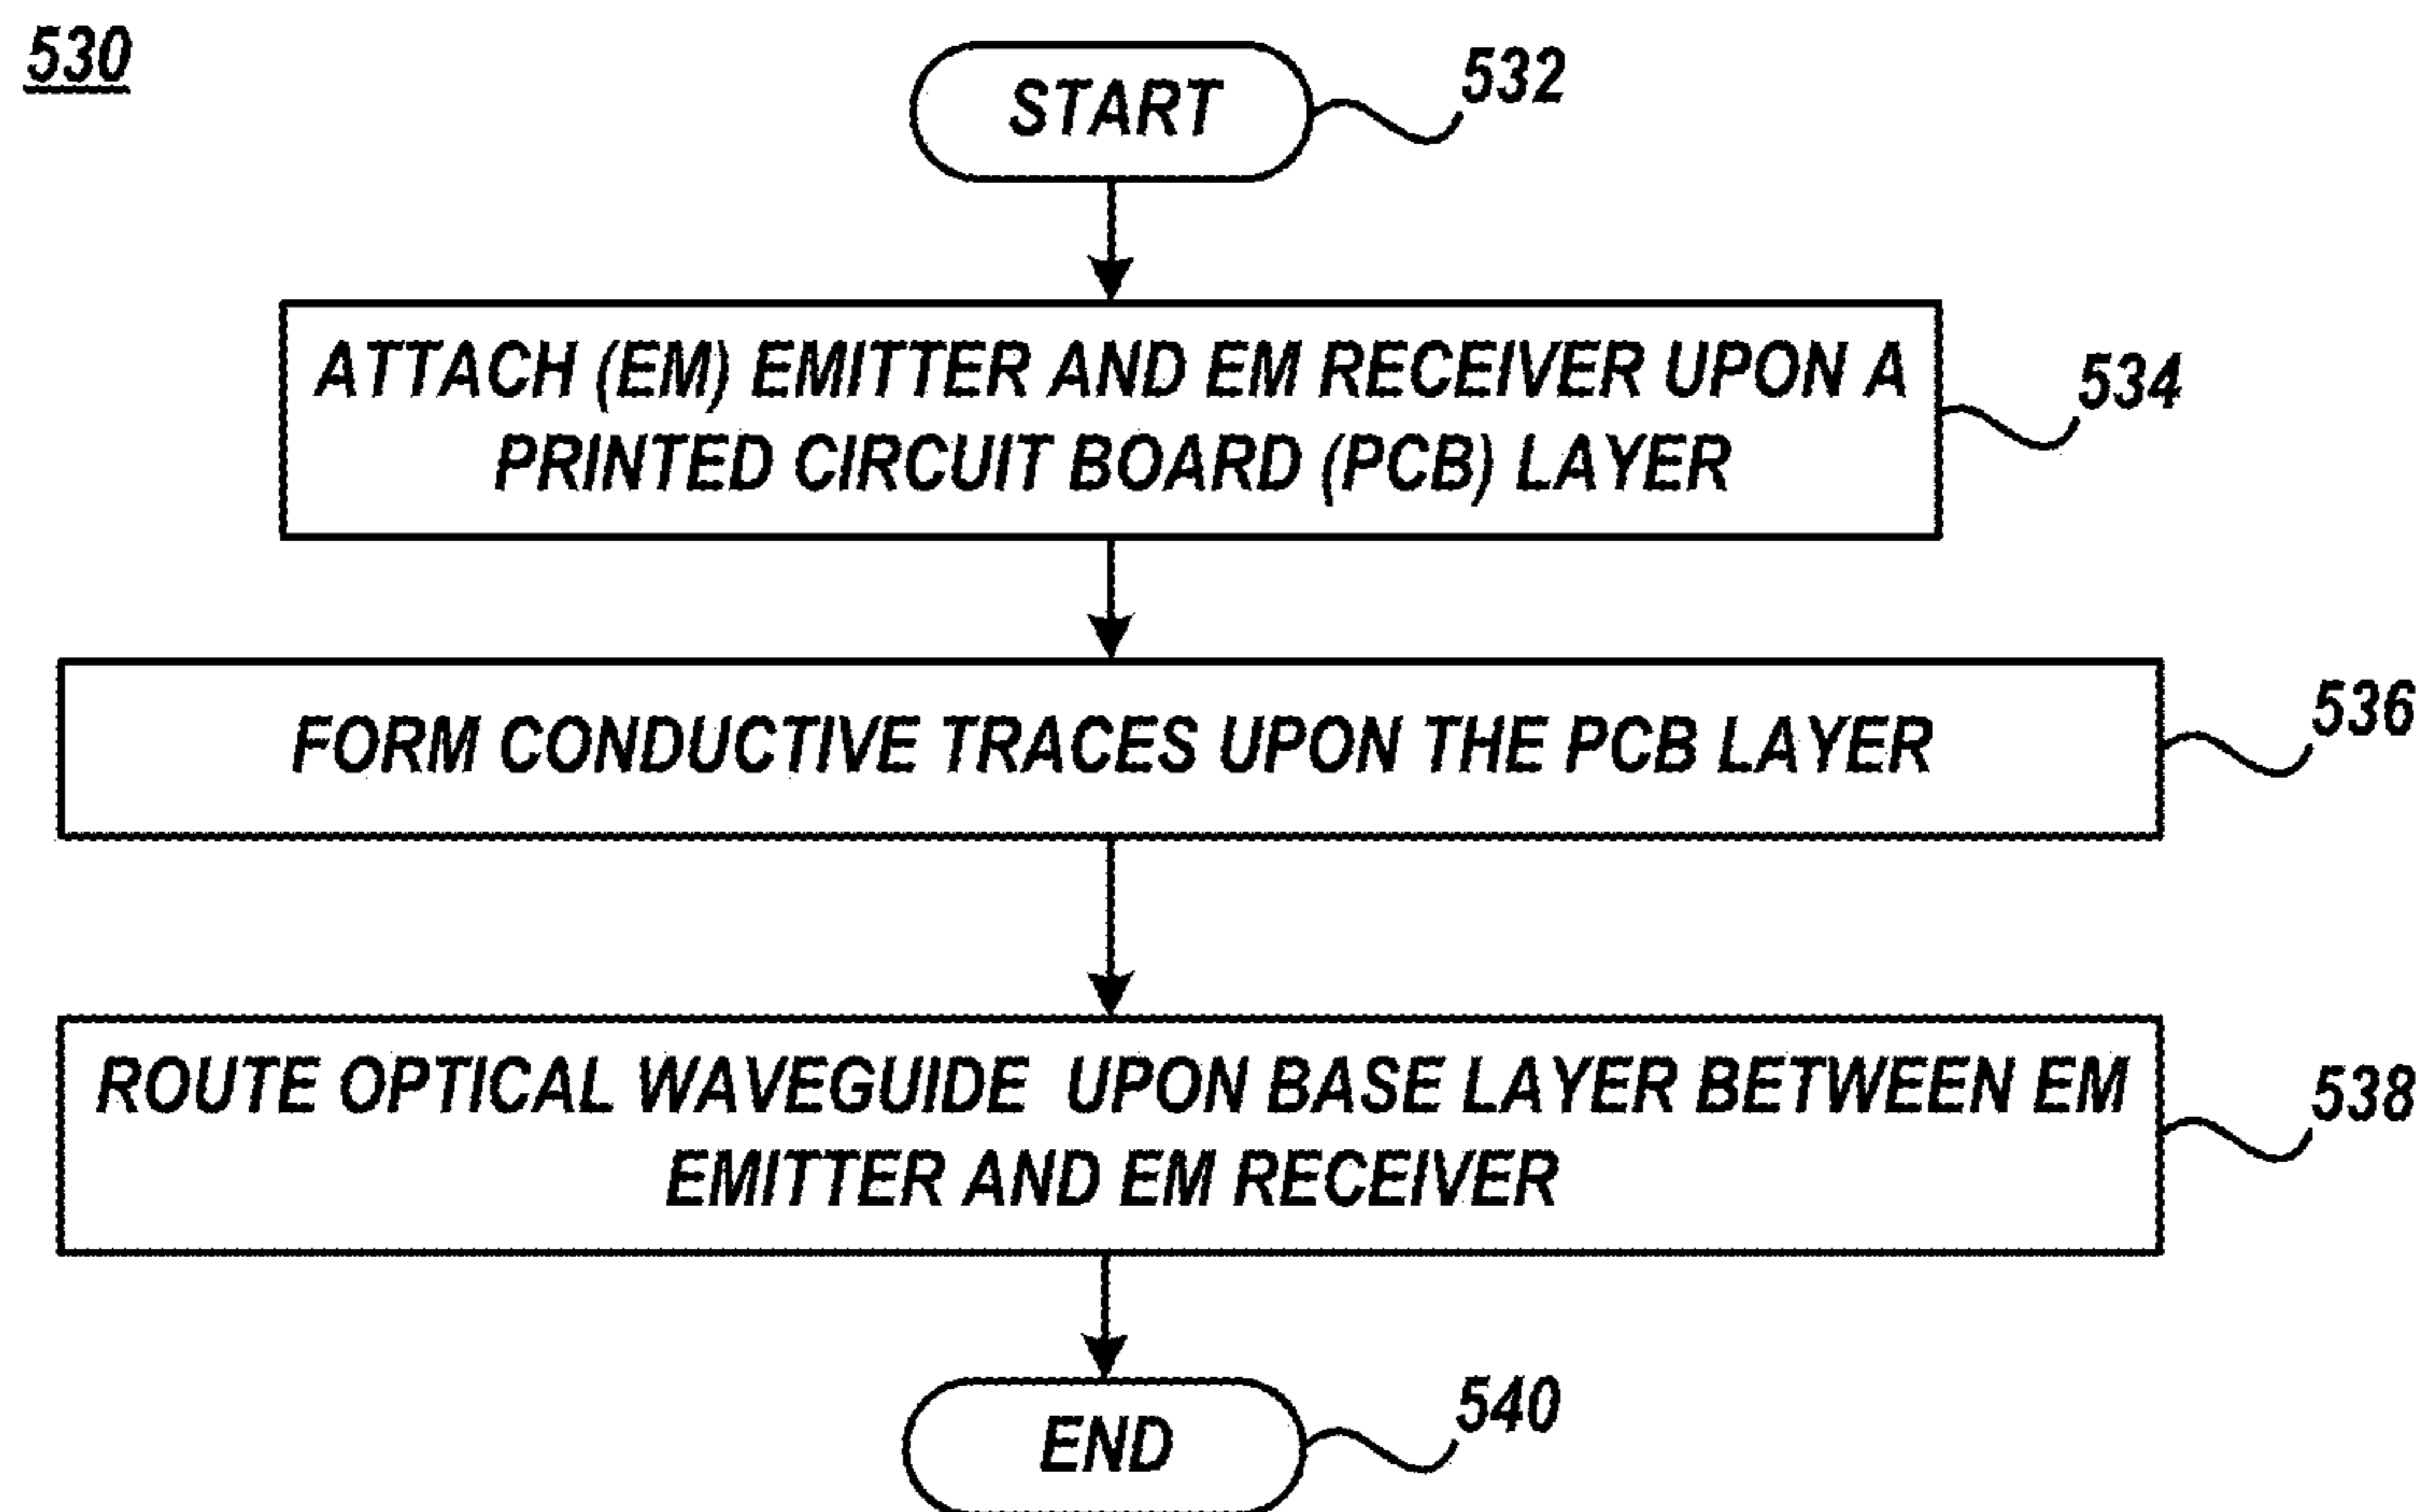 530
START
532
ATTACH (EM) EMITTER AND EM RECEIVER UPON A
PRINTED CIRCUIT BOARD (PCB) LAYER
534
FORM CONDUCTIVE TRACES UPON THE PCB LAYER
536
ROUTE OPTICAL WAVEGUIDE UPON BASE LAYER BETWEEN EM
EMITTER AND EM RECEIVER
538
END
540